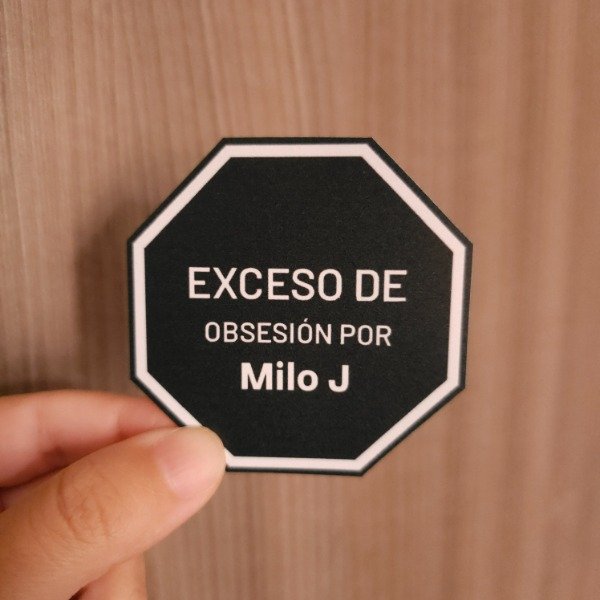 EXCESO DE
OBSESIÓN POR
Milo J